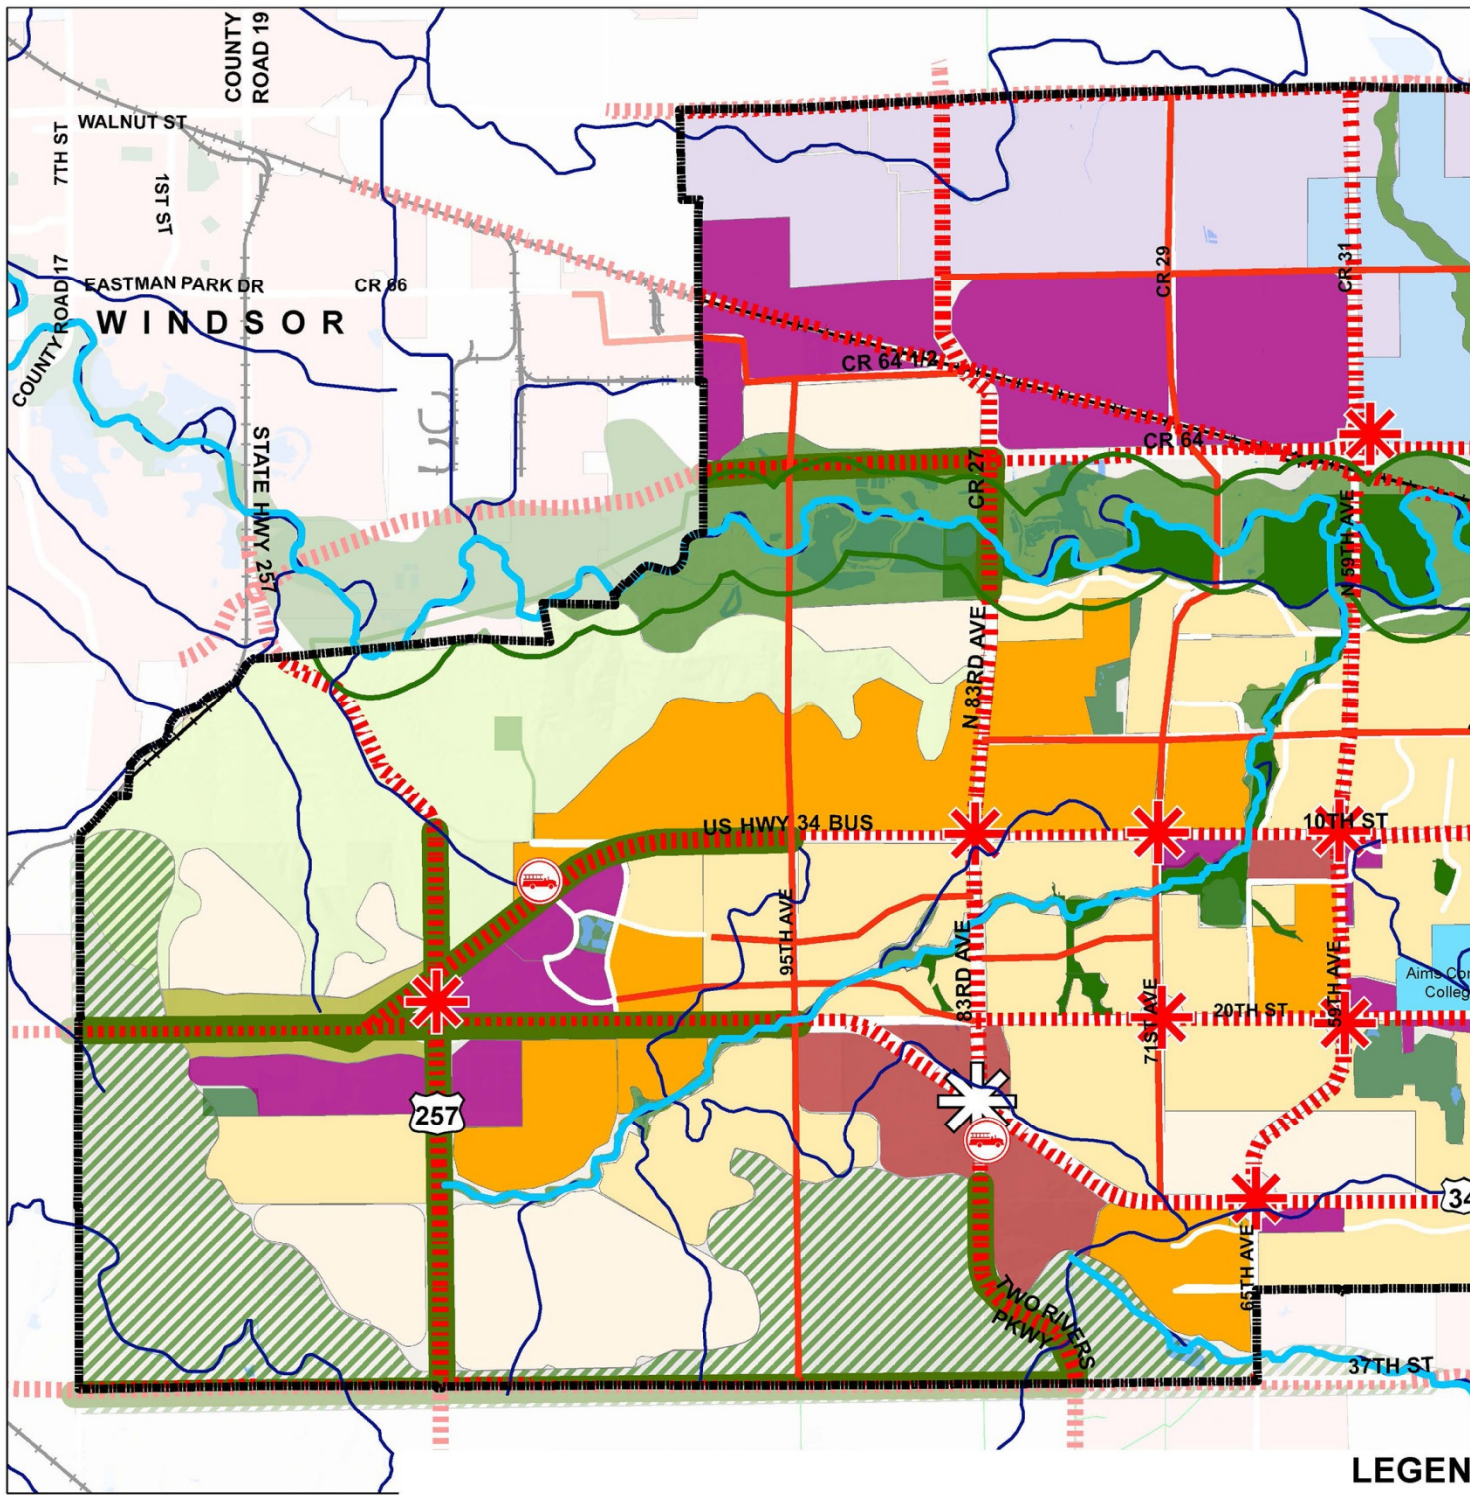 COUNTY
ROAD 19
WALNUT ST
7TH ST
1ST ST
CR 29
CR 31
COUNTY ROAD 17
EASTMAN PARK DR
CR 66
WINDSOR
CR 64 1/2
CR 64
STATE HWY 257
CR 27
N 59TH AVE
N 83RD AVE
US HWY 34 BUS
10TH ST
95TH AVE
83RD AVE
71ST AVE
59TH AVE
Aims Co
Colleg
20TH ST
257
34
65TH AVE
TWO RIVERS
PKWY
37TH ST
LEGEN